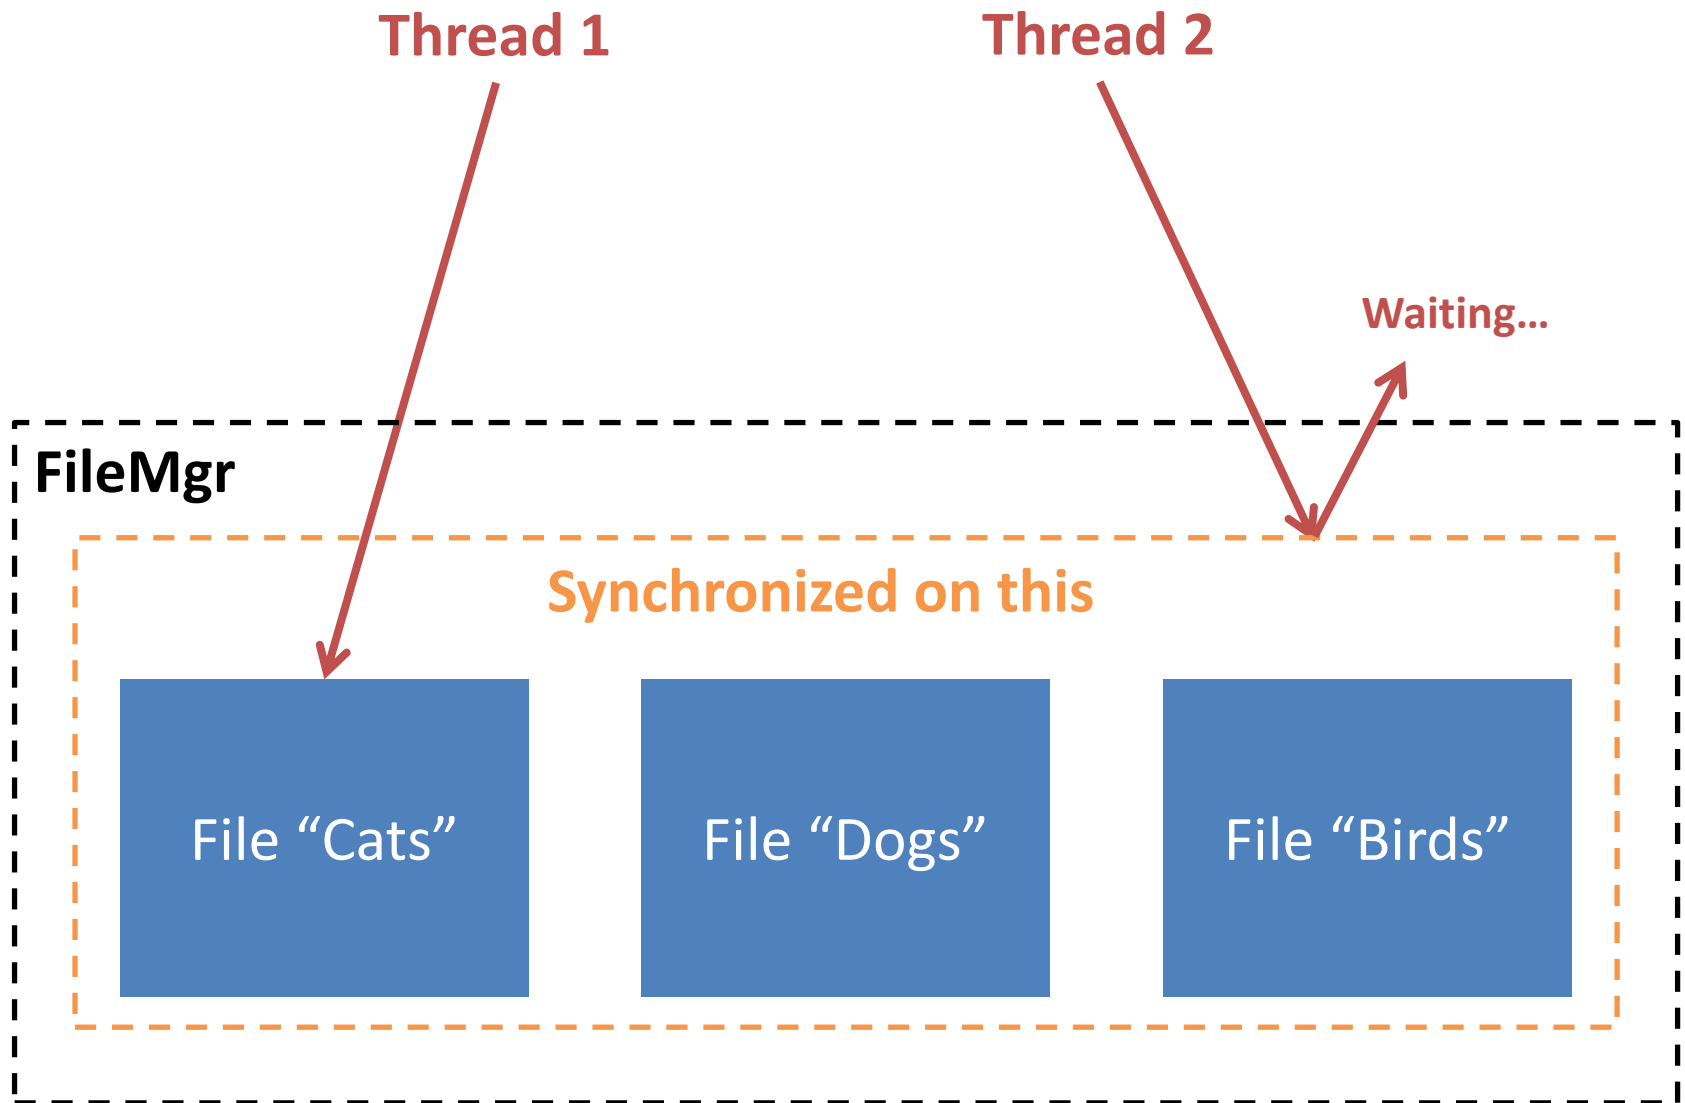 Thread 1
Thread 2
Waiting...
FileMgr
Synchronized on this
File “Cats”
File “Dogs”
File “Birds”